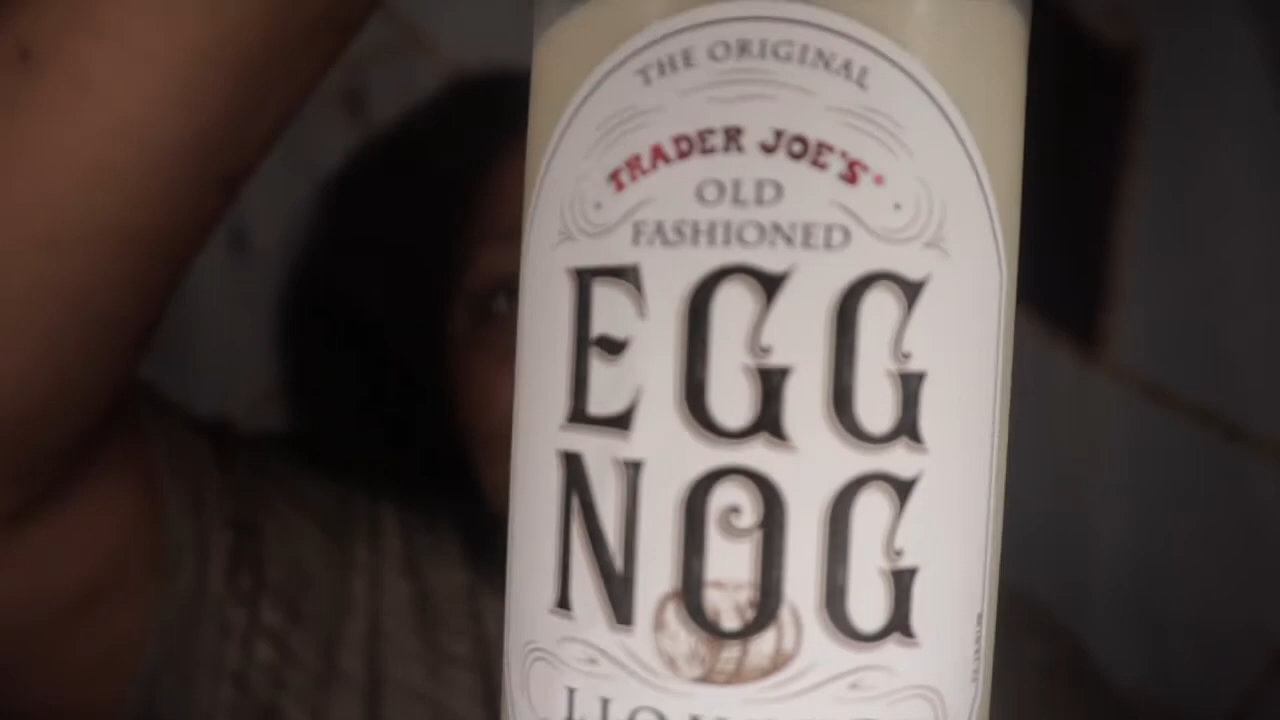 THE ORIGINAL
TRADER JOE'S
OLD
FASHIONED
EGG
NOG